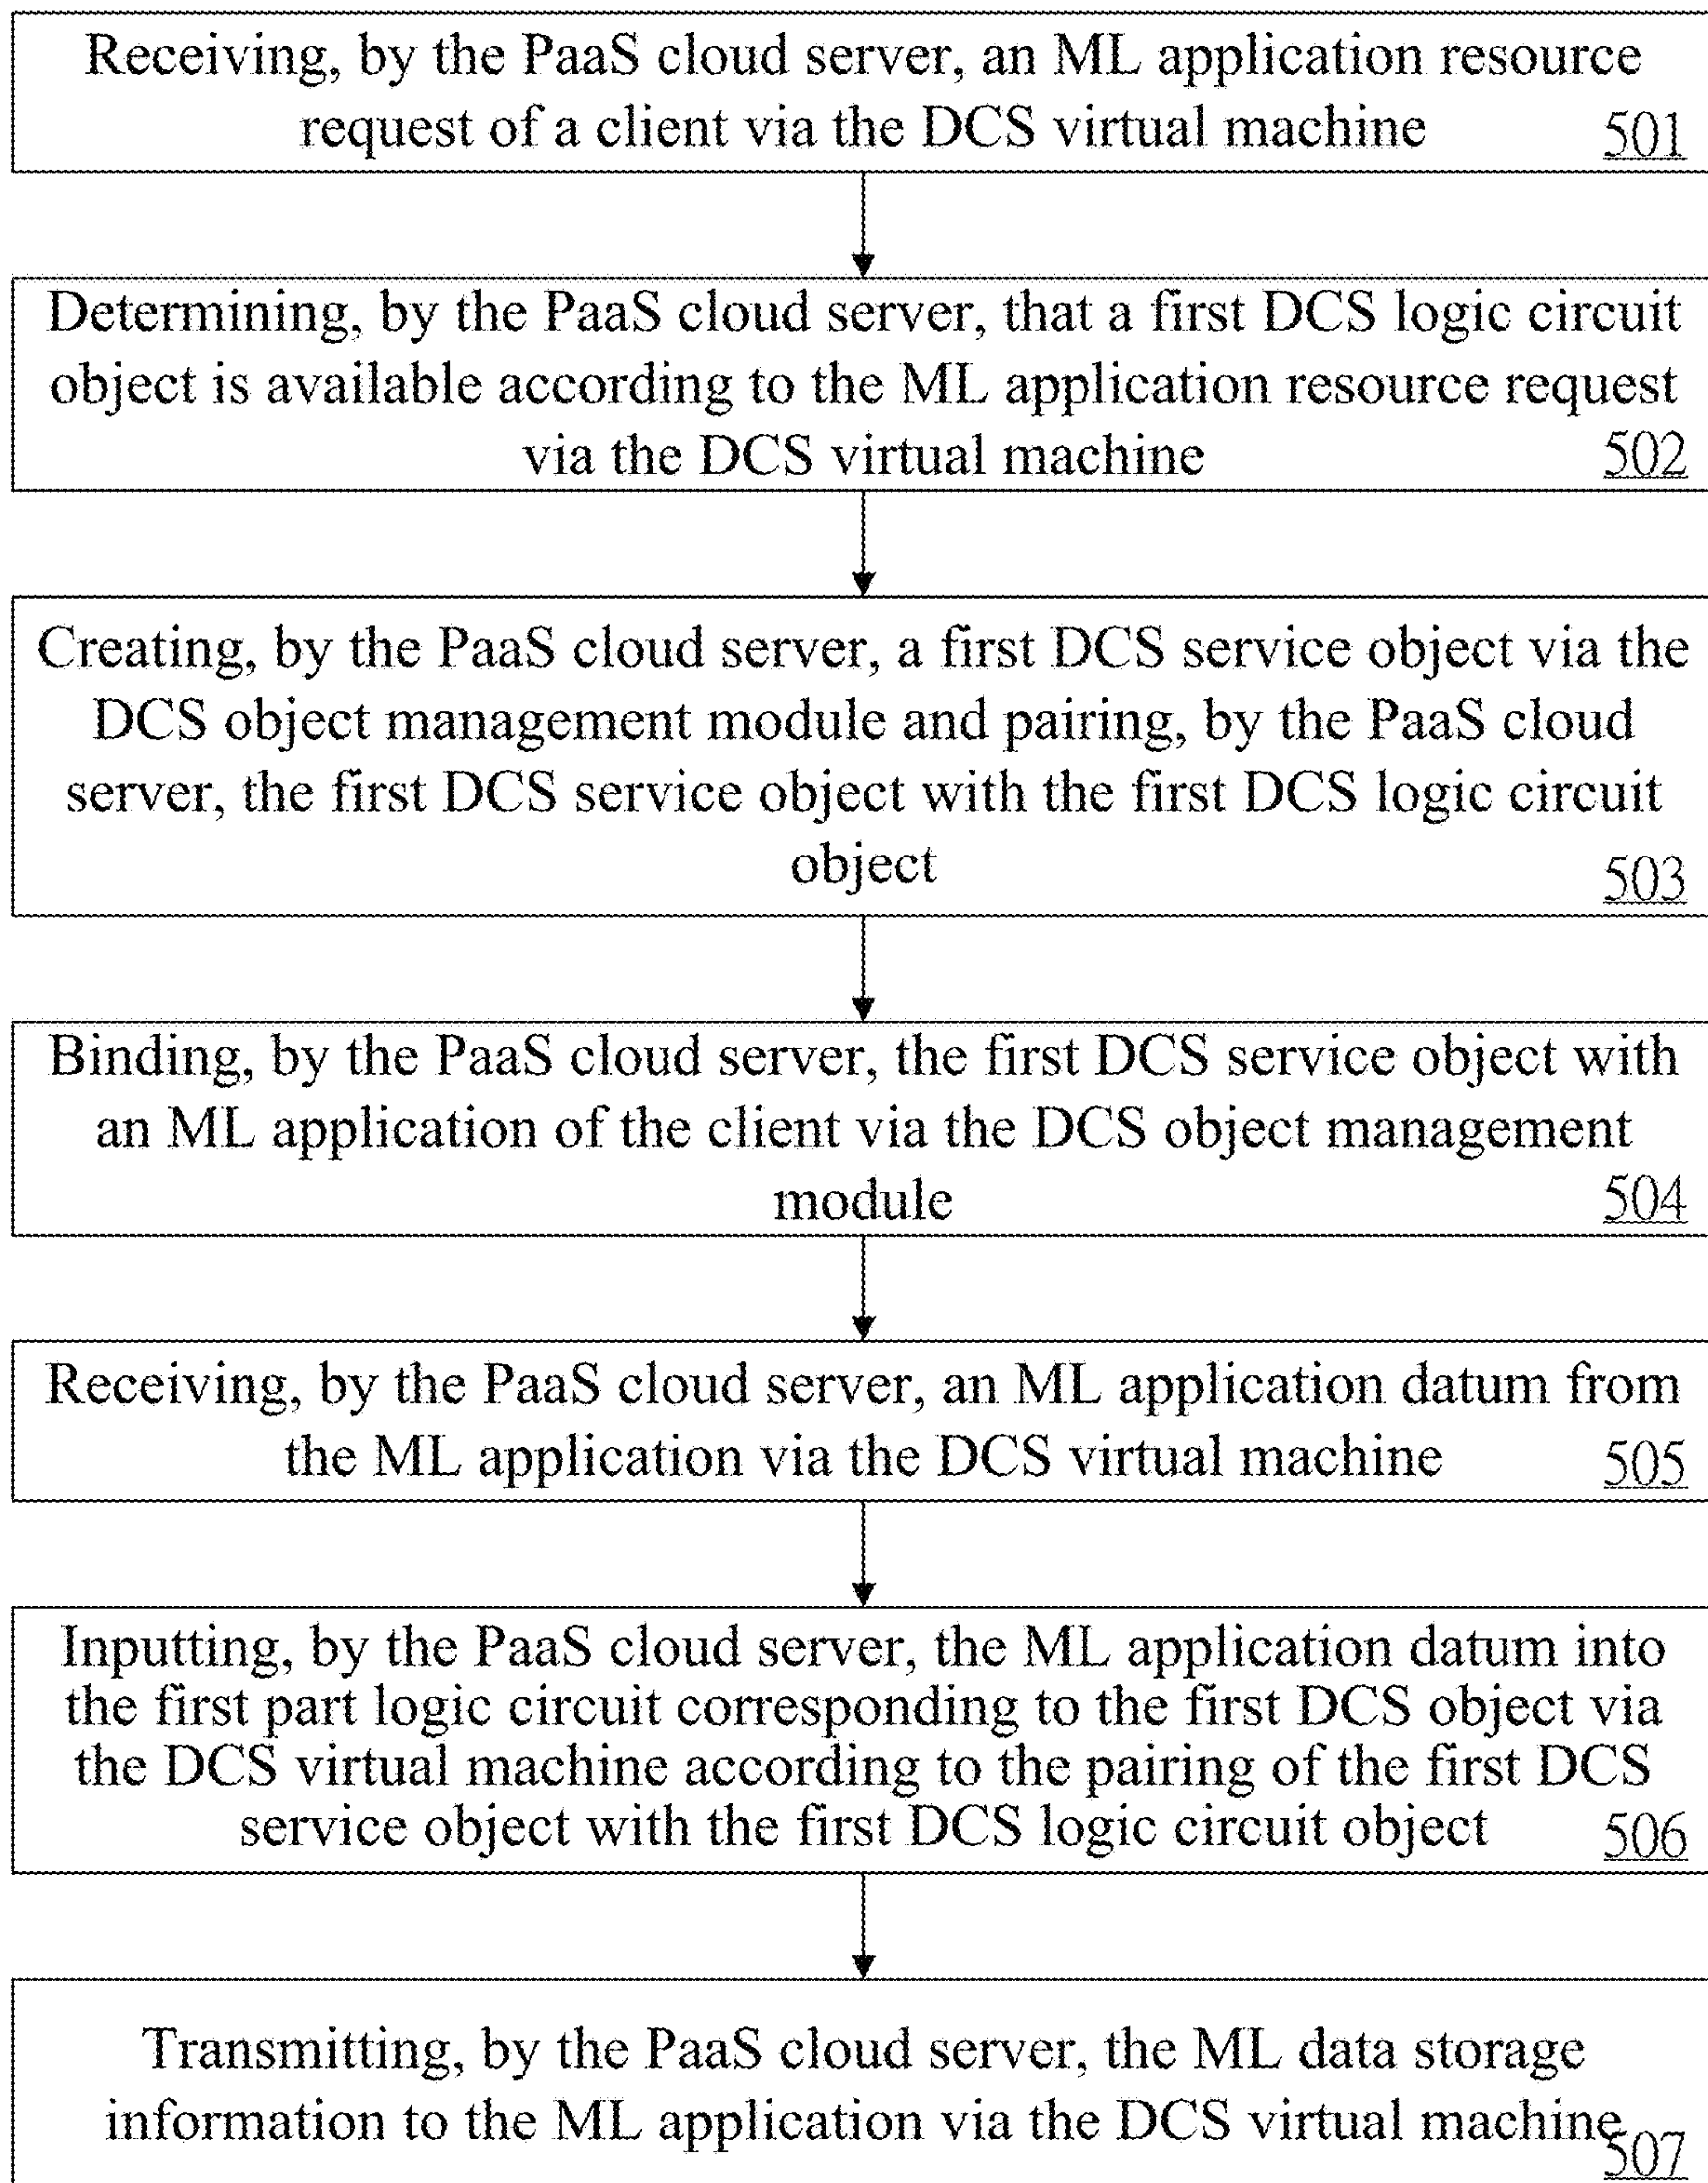 Receiving, by the PaaS cloud server, an ML application resource
request of a client via the DCS virtual machine
501
Determining, by the PaaS cloud server, that a first DCS logic circuit
object is available according to the ML application resource request
via the DCS virtual machine
502
Creating, by the PaaS cloud server, a first DCS service object via the
DCS object management module and pairing, by the PaaS cloud
server, the first DCS service object with the first DCS logic circuit
object
503
Binding, by the PaaS cloud server, the first DCS service object with
an ML application of the client via the DCS object management
module
504
Receiving, by the PaaS cloud server, an ML application datum from
the ML application via the DCS virtual machine
505
Inputting, by the PaaS cloud server, the ML application datum into
the first part logic circuit corresponding to the first DCS object via
the DCS virtual machine according to the pairing of the first DCS
service object with the first DCS logic circuit object
506
Transmitting, by the PaaS cloud server, the ML data storage
information to the ML application via the DCS virtual machine
507